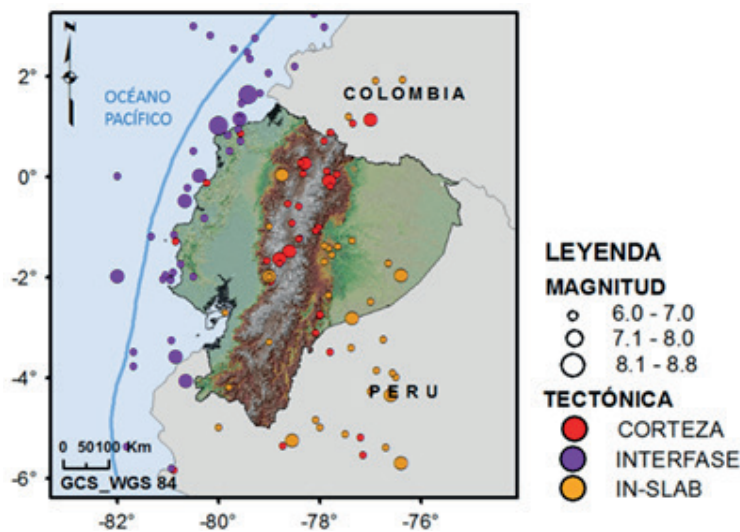 N
OCÉANO
PACÍFICO
COLOMBIA
PERU
2°
0°
-2°
-4°
-6°
0 50100 Km
GCS_WGS 84
-82° -80° -78° -76°
LEYENDA
MAGNITUD
6.0 - 7.0
7.1 - 8.0
8.1 - 8.8
TECTÓNICA
CORTEZA
INTERFASE
IN-SLAB